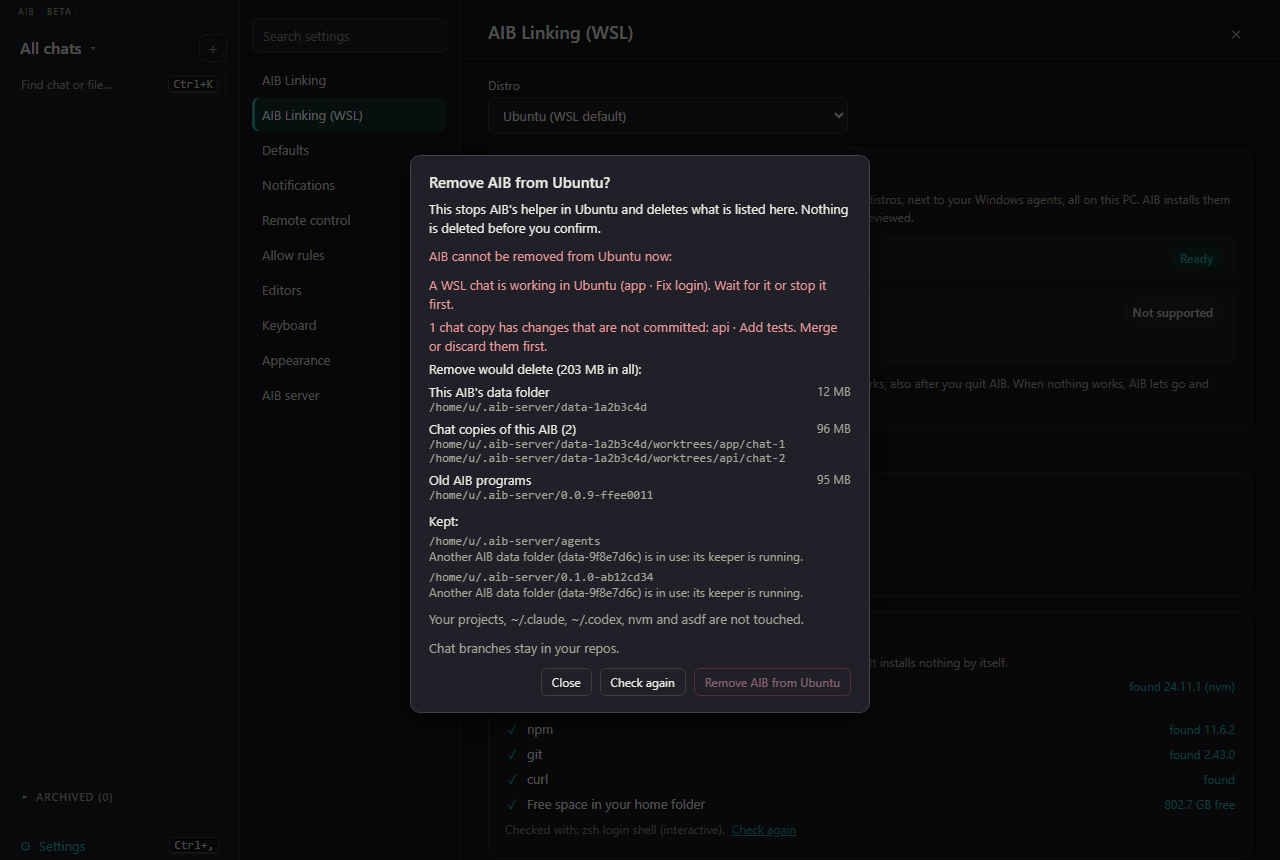 AIB BETA
All chats
+
Find chat or file... Ctrl+K
ARCHIVED (0)
Settings Ctrl+,
Search settings
AIB Linking
AIB Linking (WSL)
Defaults
Notifications
Remote control
Allow rules
Editors
Keyboard
Appearance
AIB server
AIB Linking (WSL)
Distro
Ubuntu (WSL default)
distros, next to your Windows agents, all on this PC. AIB installs them
eviewed.
Ready
Not supported
rks, also after you quit AIB. When nothing works, AIB lets go and
It installs nothing by itself.
found 24.11.1 (nvm)
✓ npm found 11.6.2
✓ git found 2.43.0
✓ curl found
✓ Free space in your home folder 802.7 GB free
Checked with: zsh login shell (interactive). Check again
Remove AIB from Ubuntu?
This stops AIB's helper in Ubuntu and deletes what is listed here. Nothing
is deleted before you confirm.
AIB cannot be removed from Ubuntu now:
A WSL chat is working in Ubuntu (app · Fix login). Wait for it or stop it
first.
1 chat copy has changes that are not committed: api · Add tests. Merge
or discard them first.
Remove would delete (203 MB in all):
This AIB's data folder 12 MB
/home/u/.aib-server/data-1a2b3c4d
Chat copies of this AIB (2) 96 MB
/home/u/.aib-server/data-1a2b3c4d/worktrees/app/chat-1
/home/u/.aib-server/data-1a2b3c4d/worktrees/api/chat-2
Old AIB programs 95 MB
/home/u/.aib-server/0.0.9-ffee0011
Kept:
/home/u/.aib-server/agents
Another AIB data folder (data-9f8e7d6c) is in use: its keeper is running.
/home/u/.aib-server/0.1.0-ab12cd34
Another AIB data folder (data-9f8e7d6c) is in use: its keeper is running.
Your projects, ~/.claude, ~/.codex, nvm and asdf are not touched.
Chat branches stay in your repos.
Close Check again Remove AIB from Ubuntu